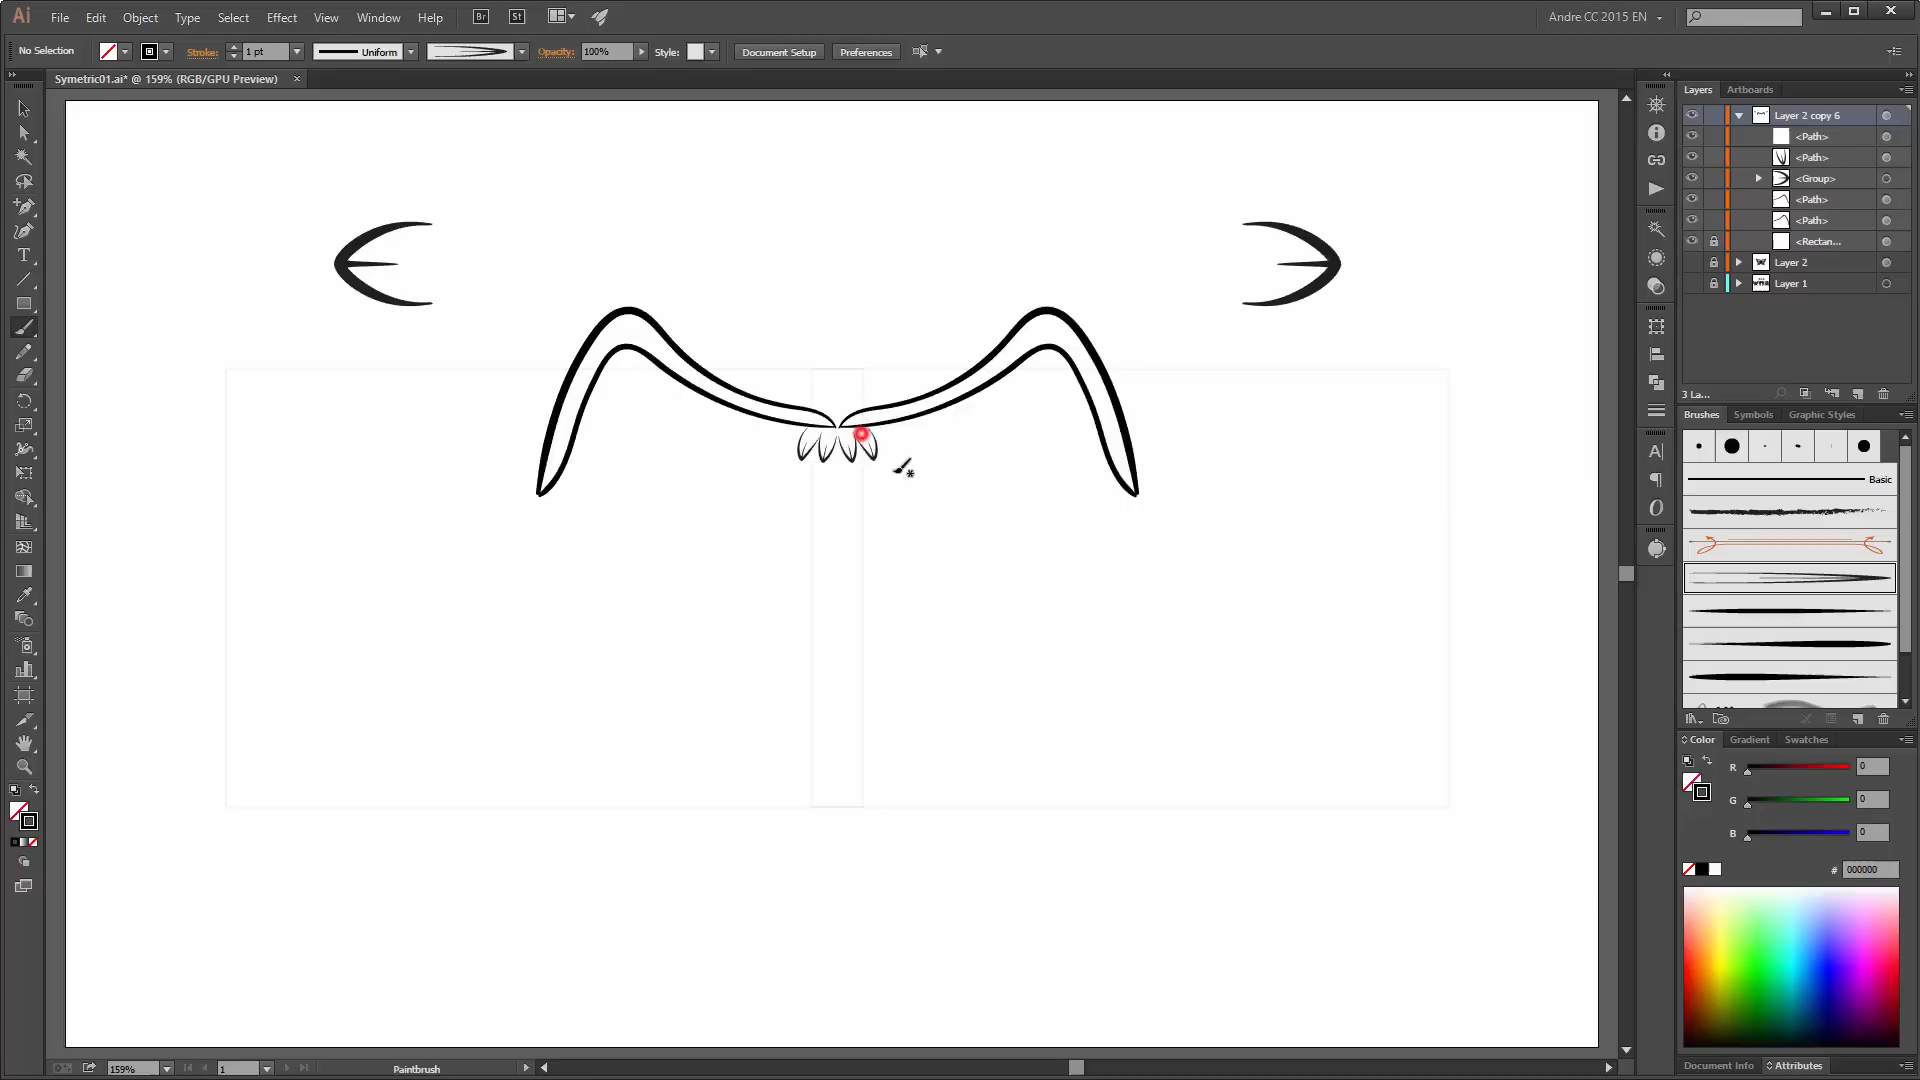 Ai File Edit Object Type Select Effect View Window Help Br St Andre CC 2015 EN
No Selection Stroke: 1 pt Uniform Opacity: 100% Style: Document Setup Preferences
Symetric01.ai* @ 159% (RGB/GPU Preview) ×
Layers Artboards
Layer 2 copy 6
<Path>
<Path>
<Group>
<Path>
<Path>
<Rectan...
Layer 2
Layer 1
3 La...
Brushes Symbols Graphic Styles
Basic
Color Gradient Swatches
R 0
G 0
B 0
# 000000
159% 1 Paintbrush
Document Info Attributes